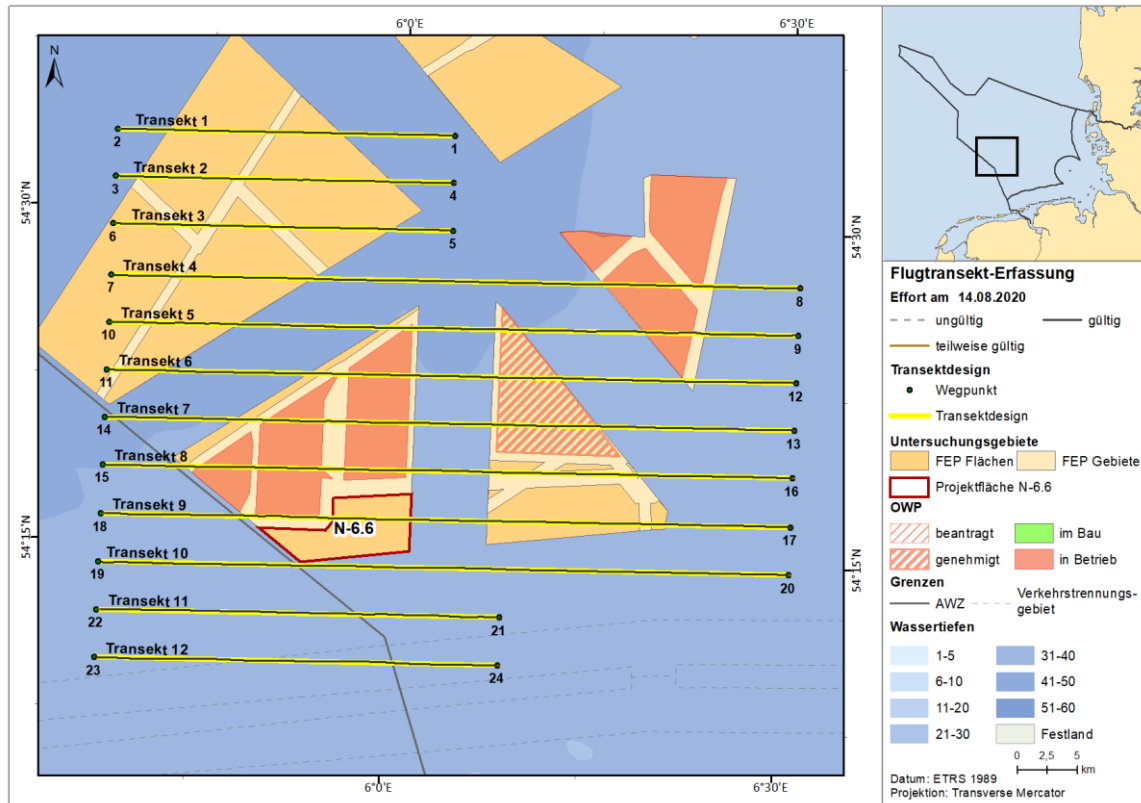 6°0'E
6°30'E
N
Transekt 1
2
1
Transekt 2
3
4
54°30'N
Transekt 3
6
5
54°30'N
Transekt 4
7
8
Transekt 5
10
9
Transekt 6
11
12
Transekt 7
14
13
Transekt 8
15
16
Transekt 9
18
N-6.6
17
54°15'N
Transekt 10
19
20
54°15'N
Transekt 11
22
21
Transekt 12
23
24
6°0'E
6°30'E
Flugtransekt-Erfassung
Effort am 14.08.2020
ungültig
gültig
teilweise gültig
Transektdesign
Wegpunkt
Transektdesign
Untersuchungsgebiete
FEP Flächen
FEP Gebiete
Projektfläche N-6.6
OWP
beantragt
im Bau
genehmigt
in Betrieb
Grenzen
AWZ
Verkehrstrennungs-
gebiet
Wassertiefen
1-5
31-40
6-10
41-50
11-20
51-60
21-30
Festland
0 2,5 5
km
Datum: ETRS 1989
Projektion: Transverse Mercator